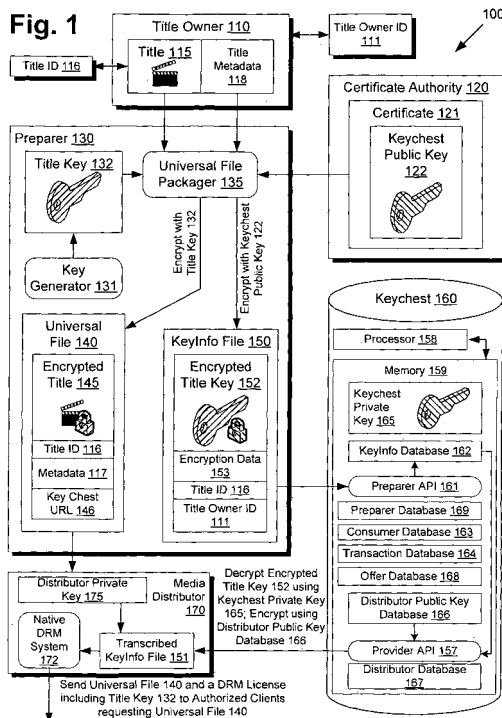 Fig. 1
100
Title Owner 110
Title 115
Title
Metadata
118
Title Owner ID
111
Title ID 116
Certificate Authority 120
Certificate 121
Keychest
Public Key
122
Preparer 130
Title Key 132
Universal File
Packager 135
Key
Generator 131
Encrypt with
Title Key 132
Encrypt with Keychest
Public Key 122
Universal
File 140
Encrypted
Title 145
Title ID 116
Metadata 117
Key Chest
URL 146
KeyInfo File 150
Encrypted
Title Key 152
Encryption Data
153
Title ID 116
Title Owner ID
111
Keychest 160
Processor 158
Memory 159
Keychest
Private
Key 165
KeyInfo Database 162
Preparer API 161
Preparer Database 169
Consumer Database 163
Transaction Database 164
Offer Database 168
Distributor Public Key
Database 166
Provider API 157
Distributor Database
167
Distributor Private
Key 175
Media
Distributor
170
Native
DRM
System
172
Transcribed
KeyInfo File 151
Decrypt Encrypted
Title Key 152 using
Keychest Private Key
165; Encrypt using
Distributor Public Key
Database 166
Send Universal File 140 and a DRM License
including Title Key 132 to Authorized Clients
requesting Universal File 140